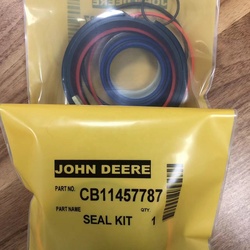 JOHN DEERE
PART NO. CB11457787
PART NAME QTY.
SEAL KIT 1